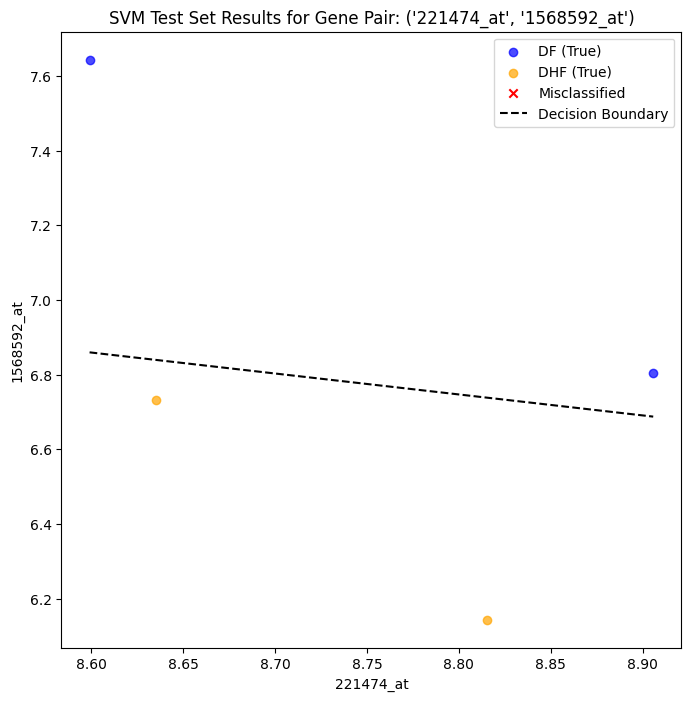 SVM Test Set Results for Gene Pair: ('221474_at', '1568592_at')
DF (True)
DHF (True)
Misclassified
Decision Boundary
7.6
7.4
7.2
7.0
6.8
6.6
6.4
6.2
1568592_at
8.60
8.65
8.70
8.75
8.80
8.85
8.90
221474_at